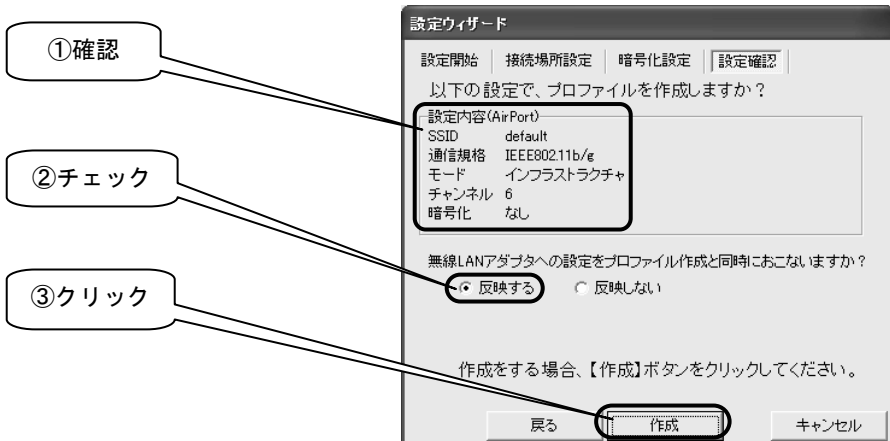 ①確認
②チェック
③クリック
設定ウィザード
設定開始 接続場所設定 暗号化設定 設定確認
以下の設定で、プロファイルを作成しますか？
設定内容(AirPort)
SSID default
通信規格 IEEE802.11b/g
モード インフラストラクチャ
チャンネル 6
暗号化 なし
無線LANアダプタへの設定をプロファイル作成と同時におこないますか？
反映する 反映しない
作成をする場合、【作成】ボタンをクリックしてください。
戻る 作成 キャンセル